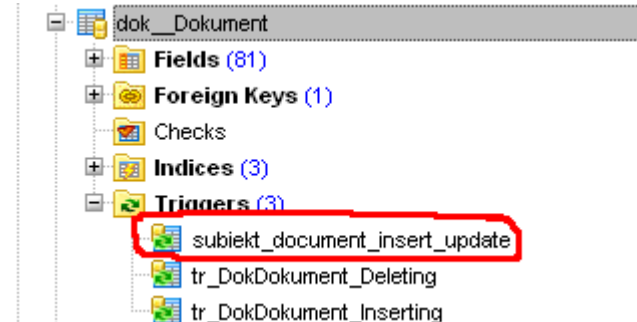 dok__Dokument
Fields (81)
Foreign Keys (1)
Checks
Indices (3)
Triggers (3)
subiekt_document_insert_update
tr_DokDokument_Deleting
tr_DokDokument_Inserting